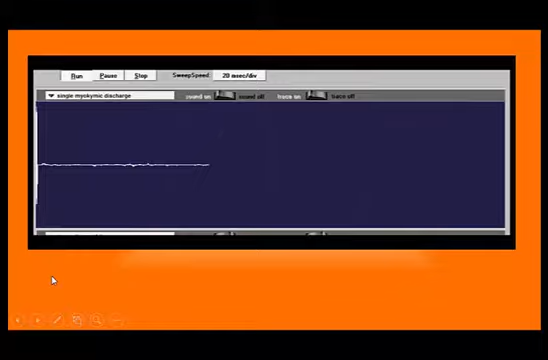 Run Pause Stop SweepSpeed 20 msec/div
single myokymic discharge sound on sound off trace on trace off